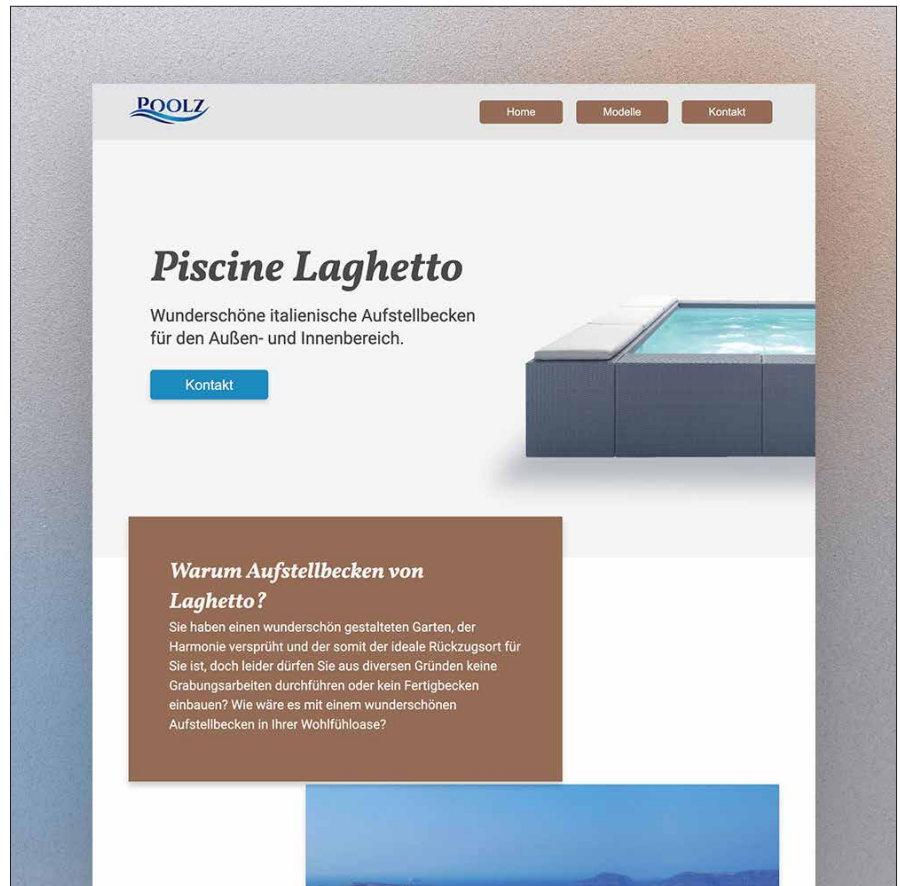 POOLZ
Home
Modelle
Kontakt
Piscine Laghetto
Wunderschöne italienische Aufstellbecken
für den Außen- und Innenbereich.
Kontakt
Warum Aufstellbecken von
Laghetto?
Sie haben einen wunderschön gestalteten Garten, der
Harmonie versprüht und der somit der ideale Rückzugsort für
Sie ist, doch leider dürfen Sie aus diversen Gründen keine
Grabungsarbeiten durchführen oder kein Fertigbecken
einbauen? Wie wäre es mit einem wunderschönen
Aufstellbecken in Ihrer Wohlfühloase?